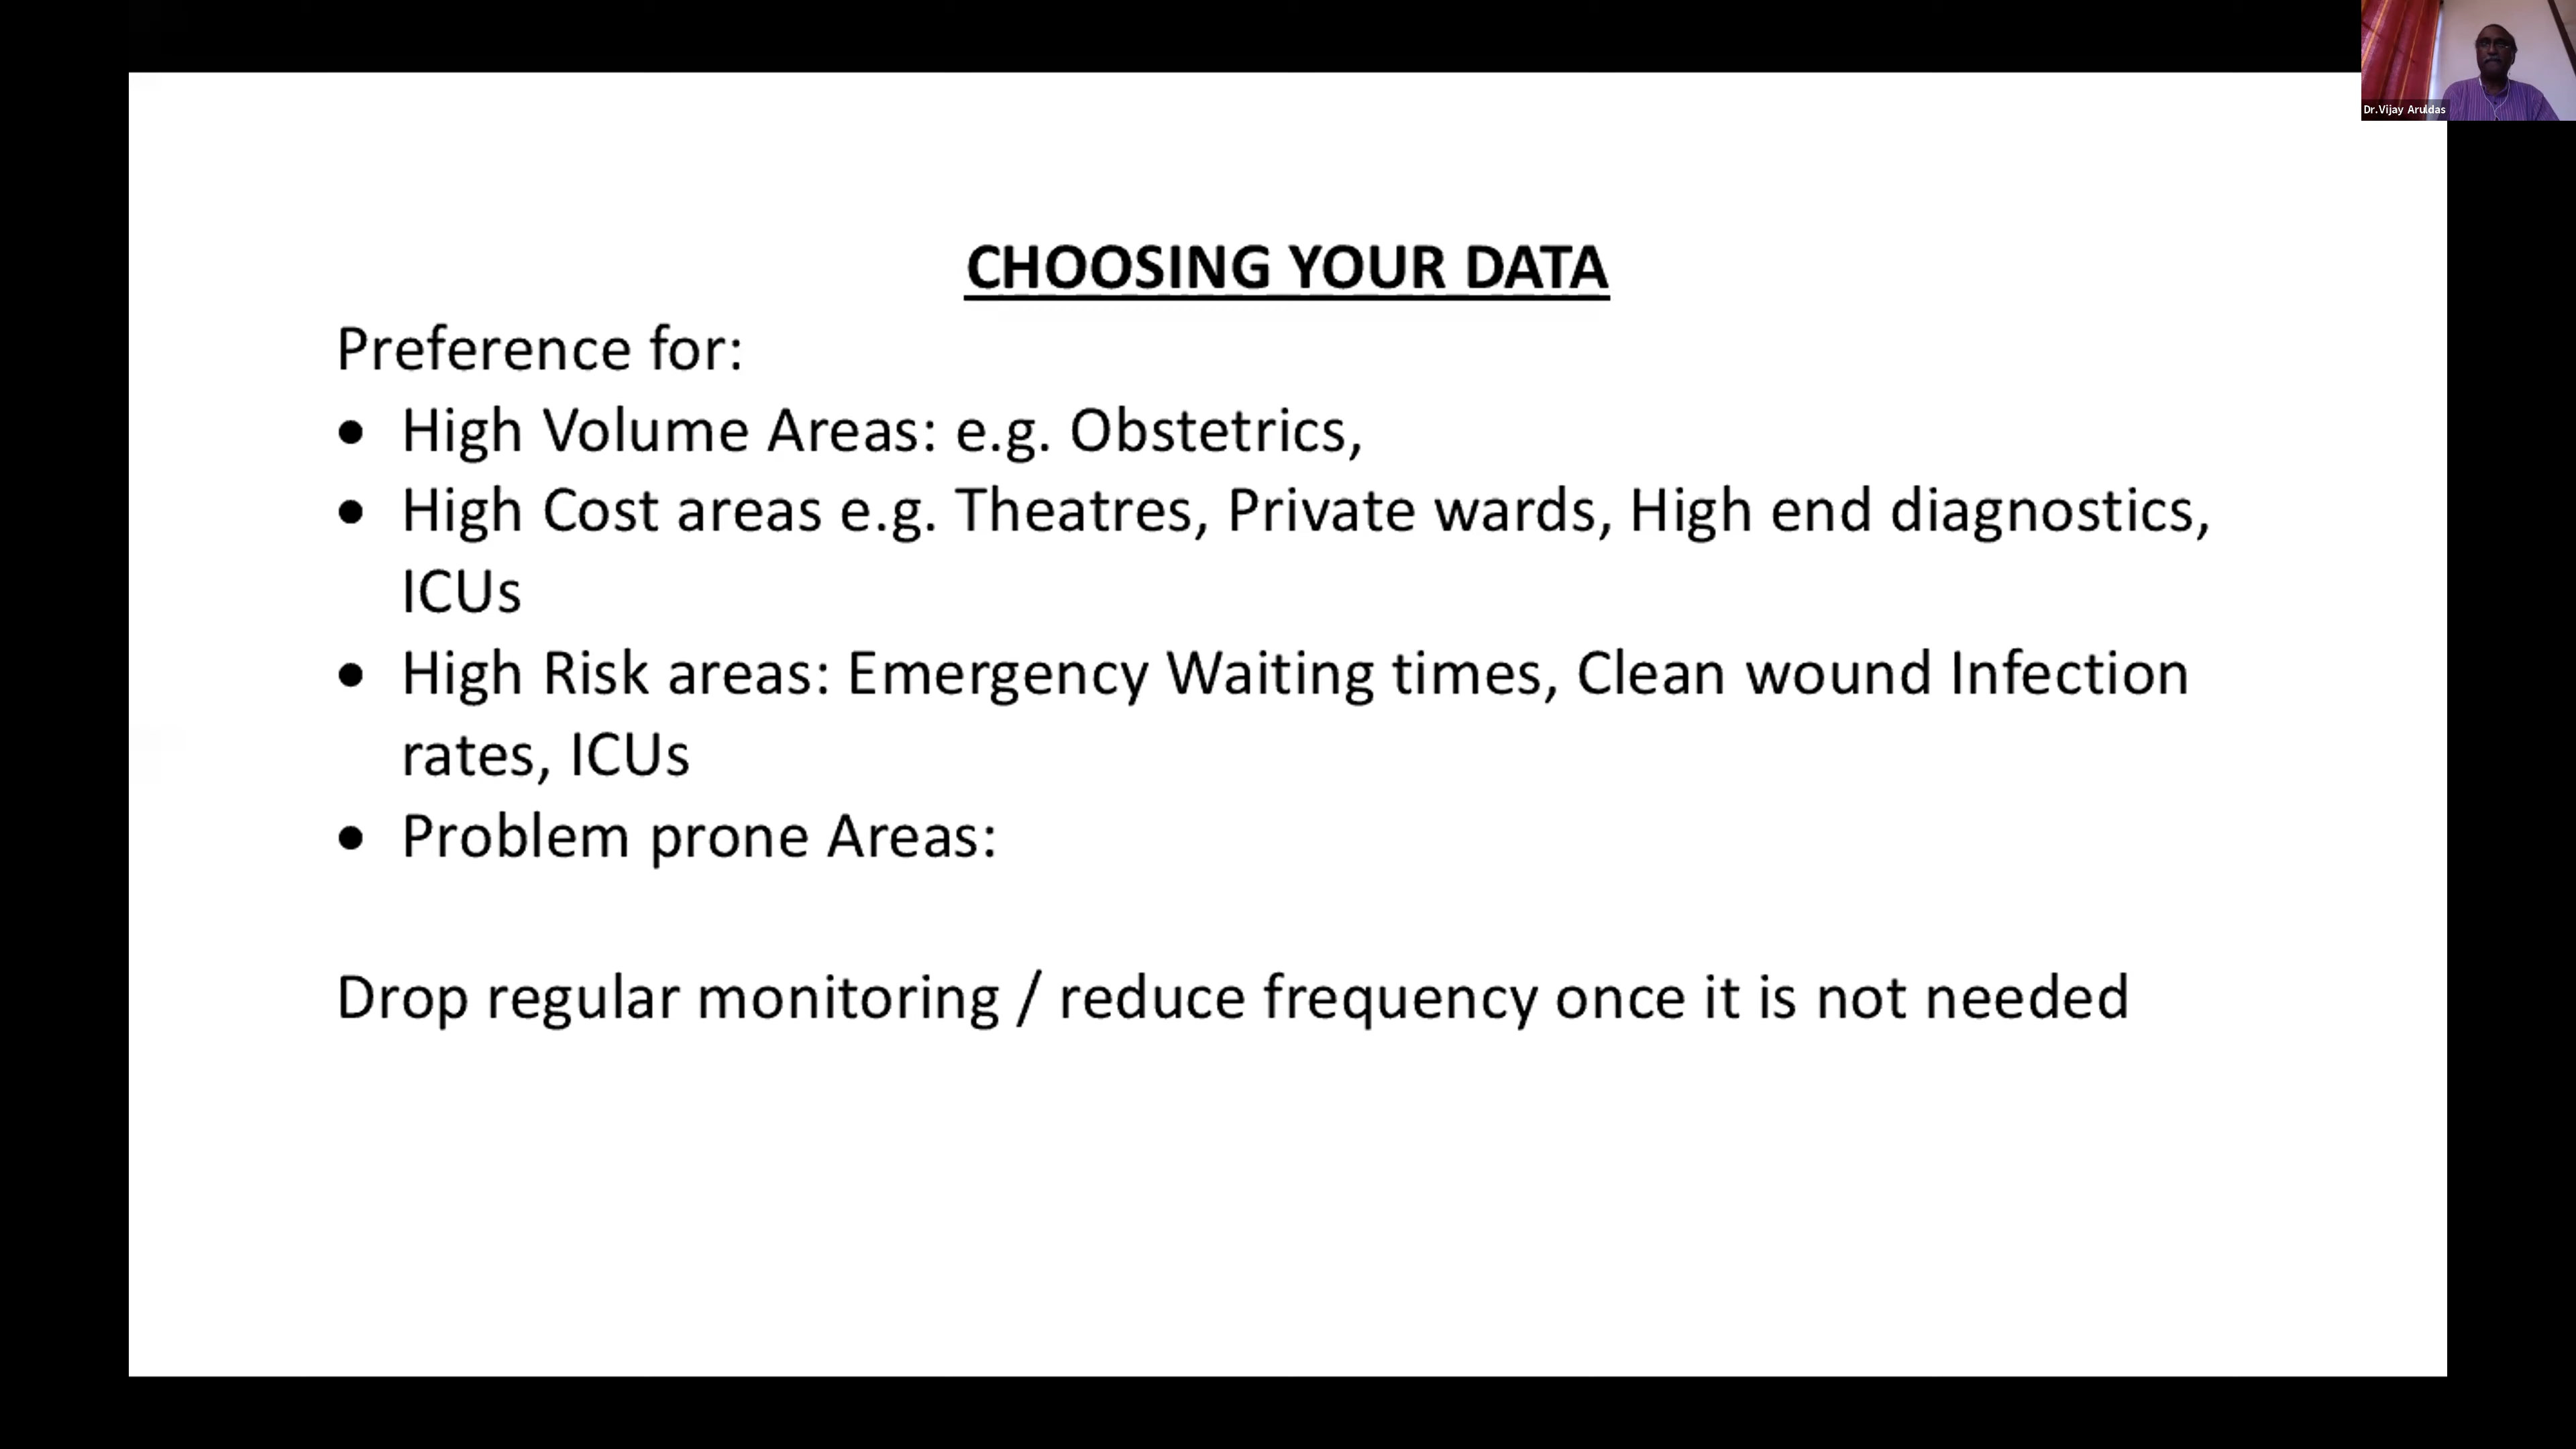 CHOOSING YOUR DATA
Preference for:
• High Volume Areas: e.g. Obstetrics,
• High Cost areas e.g. Theatres, Private wards, High end diagnostics,
ICUs
• High Risk areas: Emergency Waiting times, Clean wound Infection
rates, ICUs
• Problem prone Areas:
Drop regular monitoring / reduce frequency once it is not needed
Dr.Vijay Aruldas